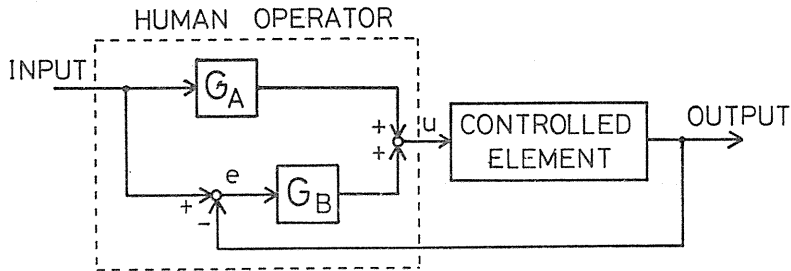 HUMAN OPERATOR
INPUT
G_A
+
+
u
CONTROLLED
ELEMENT
OUTPUT
e
+
-
G_B